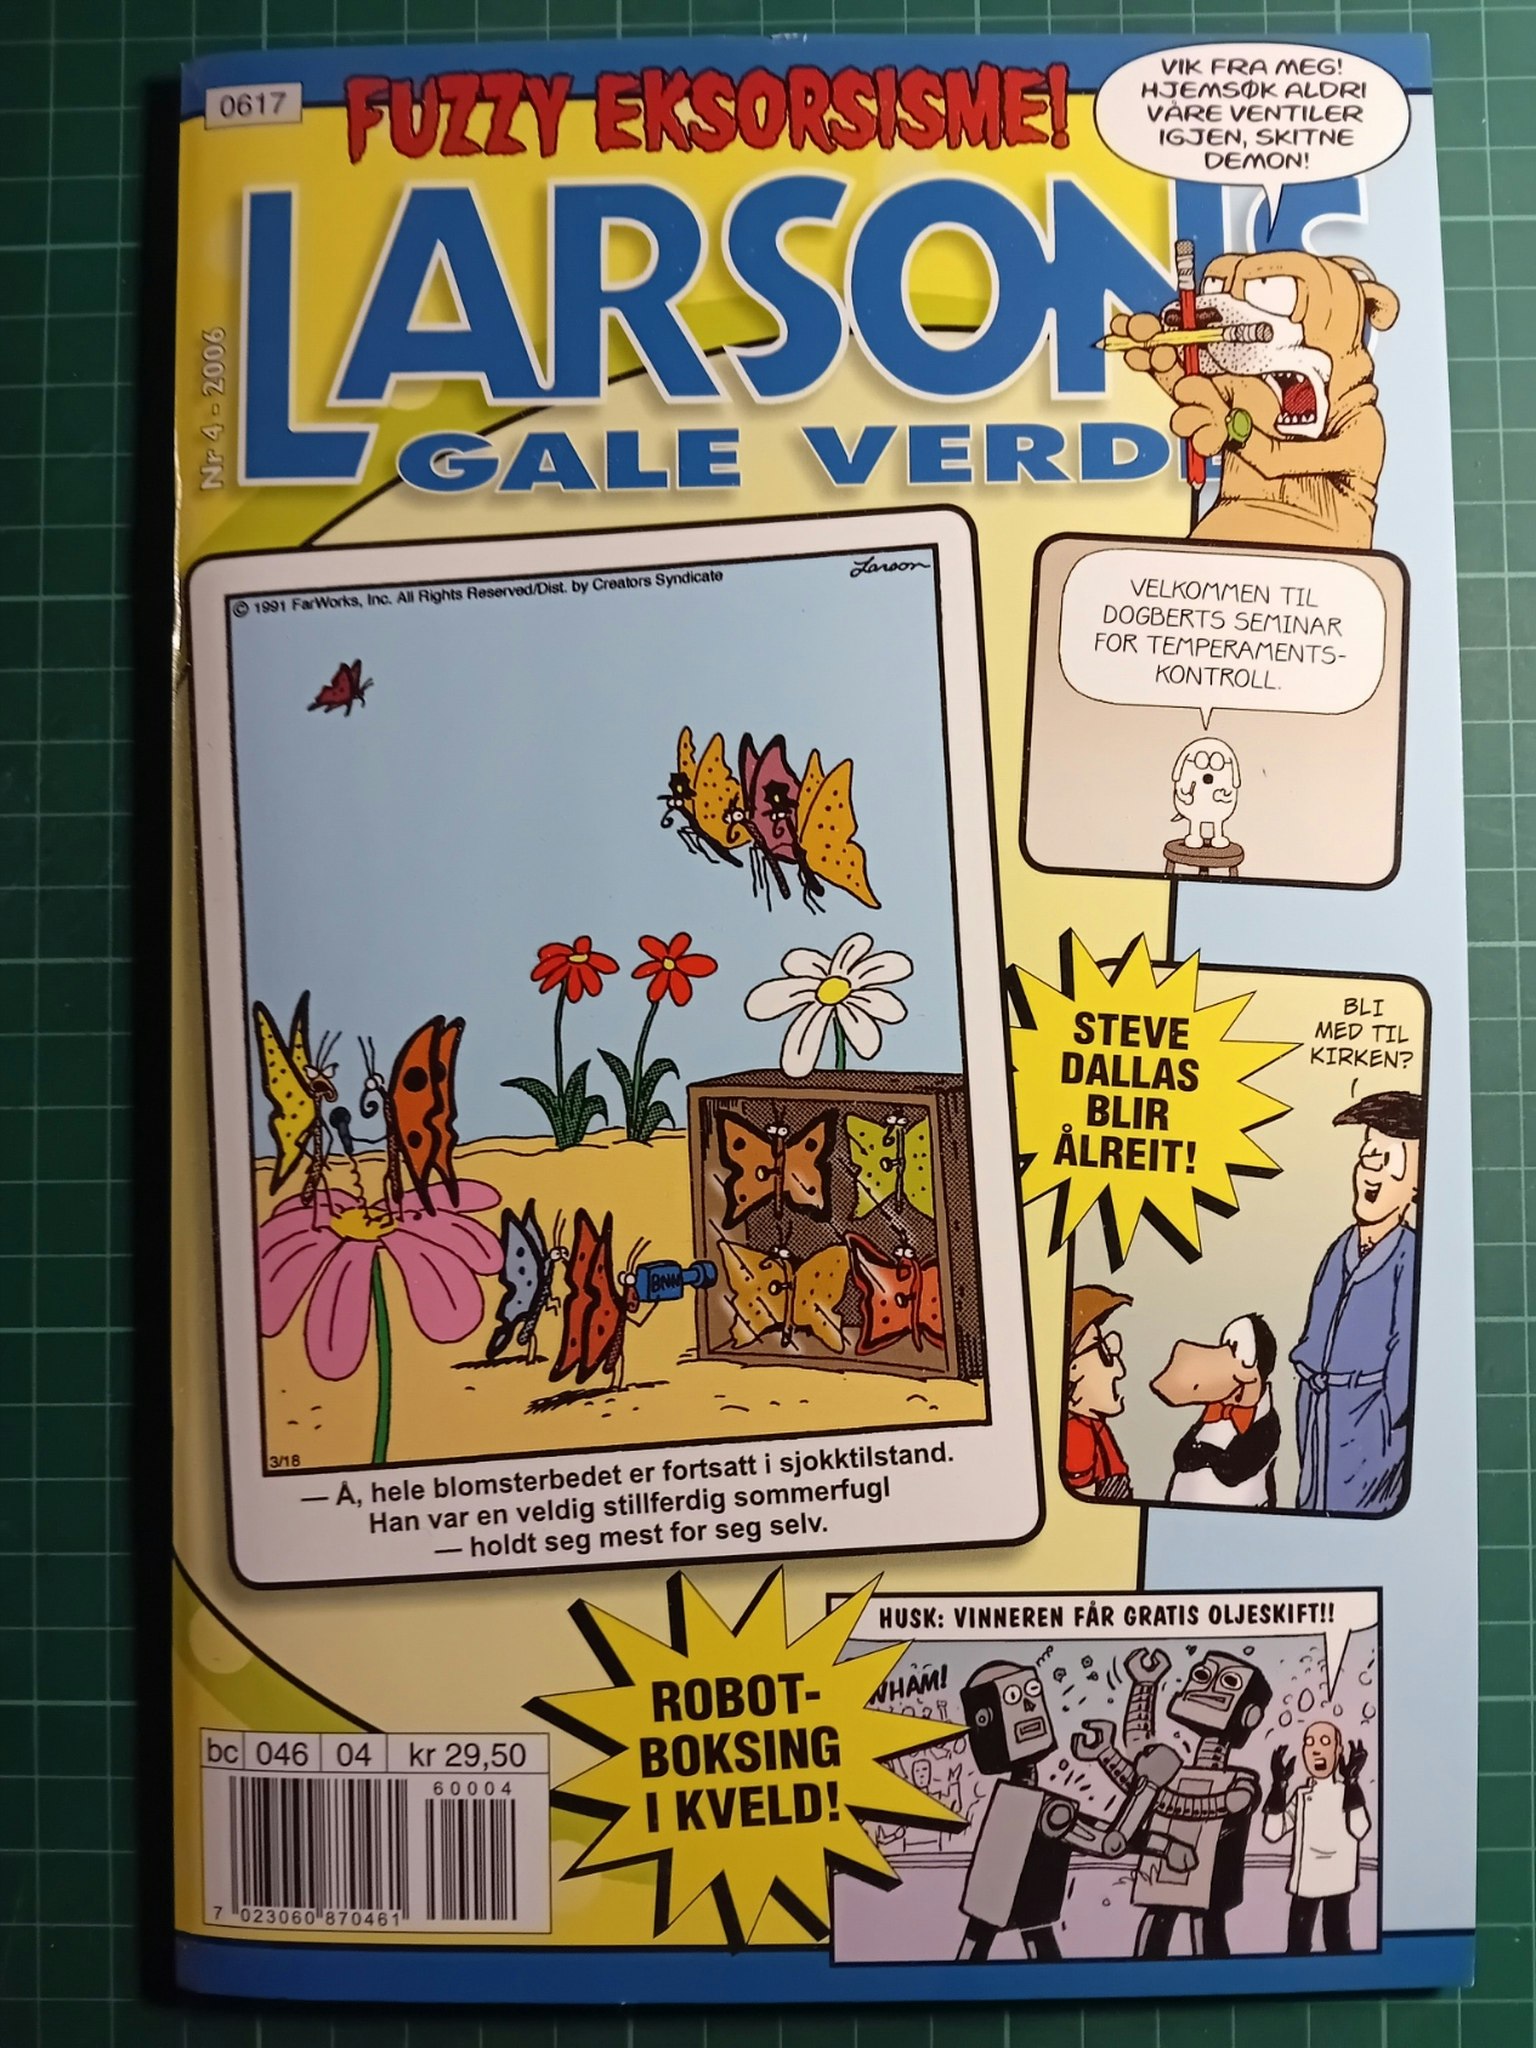 0617
FUZZY EKSORSISME!
VIK FRA MEG!
HJEMSØK ALDRI
VÅRE VENTILER
IGJEN, SKITNE
DEMON!
LARSONS
GALE VERD
Nr 4 - 2006
© 1991 FarWorks, Inc. All Rights Reserved/Dist. by Creators Syndicate
Larson
VELKOMMEN TIL
DOGBERTS SEMINAR
FOR TEMPERAMENTS-
KONTROLL.
STEVE
DALLAS
BLIR
ÅLREIT!
BLI
MED TIL
KIRKEN?
BNN
3/18
— Å, hele blomsterbedet er fortsatt i sjokktilstand.
Han var en veldig stillferdig sommerfugl
— holdt seg mest for seg selv.
HUSK: VINNEREN FÅR GRATIS OLJESKIFT!!
WHAM!
ROBOT-
BOKSING
I KVELD!
bc 046 04 kr 29,50
60004
7 023060 870461